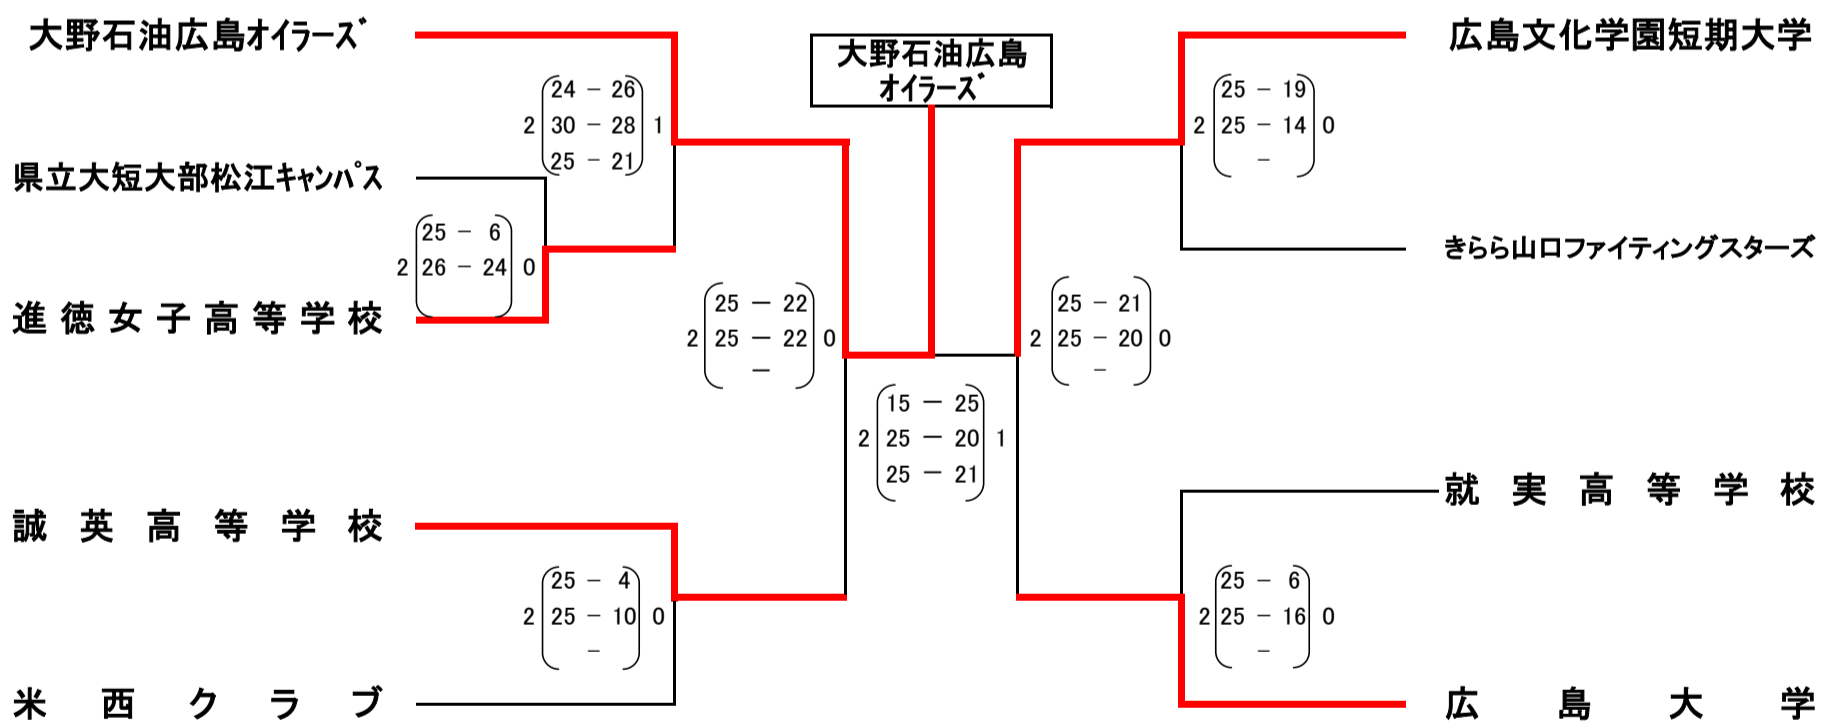 大野石油広島オイラーズ
24 － 26
2 30 － 28 1
25 － 21
県立大短大部松江キャンパス
25 － 6
2 26 － 24 0
進徳女子高等学校
25 － 22
2 25 － 22 0
－
誠英高等学校
25 － 4
2 25 － 10 0
－
米西クラブ
大野石油広島
オイラーズ
15 － 25
2 25 － 20 1
25 － 21
広島文化学園短期大学
25 － 19
2 25 － 14 0
－
きらら山口ファイティングスターズ
25 － 21
2 25 － 20 0
－
就実高等学校
25 － 6
2 25 － 16 0
－
広島大学